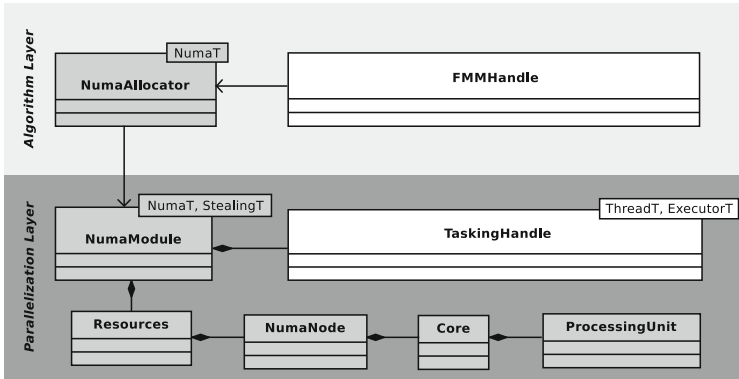 Algorithm Layer
NumaT
NumaAllocator
FMMHandle
Parallelization Layer
NumaT, StealingT
NumaModule
ThreadT, ExecutorT
TaskingHandle
Resources
NumaNode
Core
ProcessingUnit